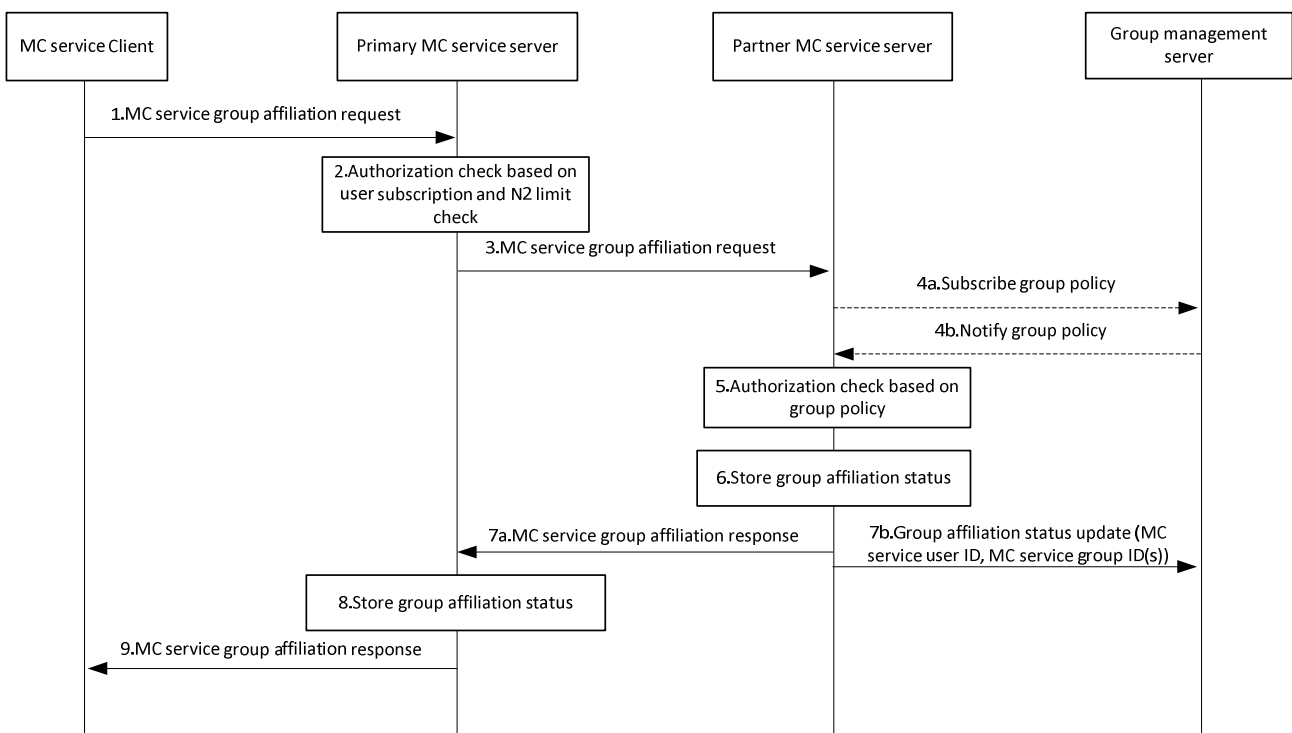 MC service Client
Primary MC service server
Partner MC service server
Group management
server
1.MC service group affiliation request
2.Authorization check based on
user subscription and N2 limit
check
3.MC service group affiliation request
4a.Subscribe group policy
4b.Notify group policy
5.Authorization check based on
group policy
6.Store group affiliation status
7a.MC service group affiliation response
7b.Group affiliation status update (MC
service user ID, MC service group ID(s))
8.Store group affiliation status
9.MC service group affiliation response